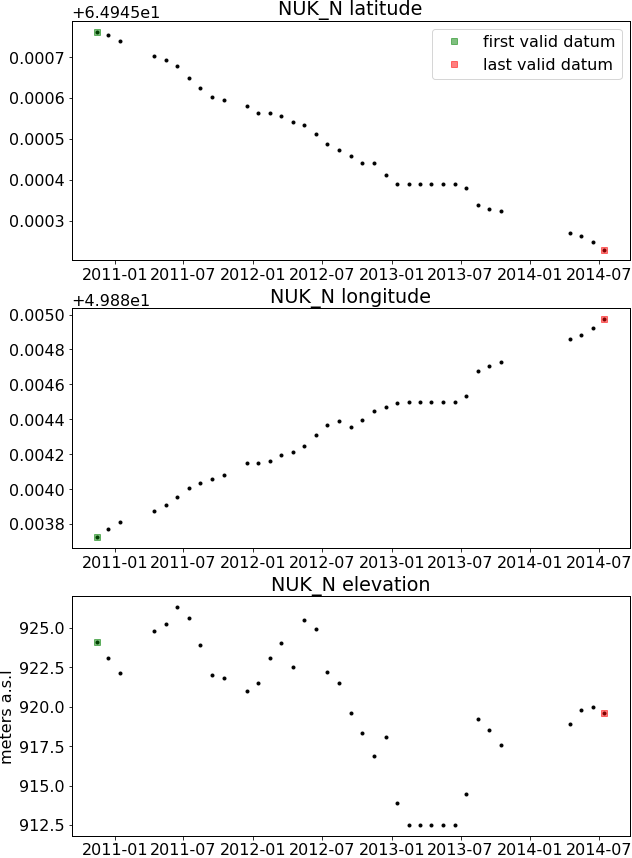 NUK_N latitude
+6.4945e1
first valid datum
last valid datum
0.0007
0.0006
0.0005
0.0004
0.0003
2011-01 2011-07 2012-01 2012-07 2013-01 2013-07 2014-01 2014-07
NUK_N longitude
+4.988e1
0.0050
0.0048
0.0046
0.0044
0.0042
0.0040
0.0038
2011-01 2011-07 2012-01 2012-07 2013-01 2013-07 2014-01 2014-07
NUK_N elevation
meters a.s.l
925.0
922.5
920.0
917.5
915.0
912.5
2011-01 2011-07 2012-01 2012-07 2013-01 2013-07 2014-01 2014-07